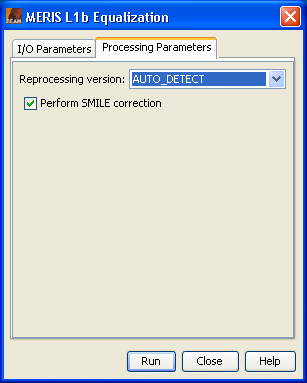 MERIS L1b Equalization
I/O Parameters
Processing Parameters
Reprocessing version: AUTO_DETECT
Perform SMILE correction
Run
Close
Help